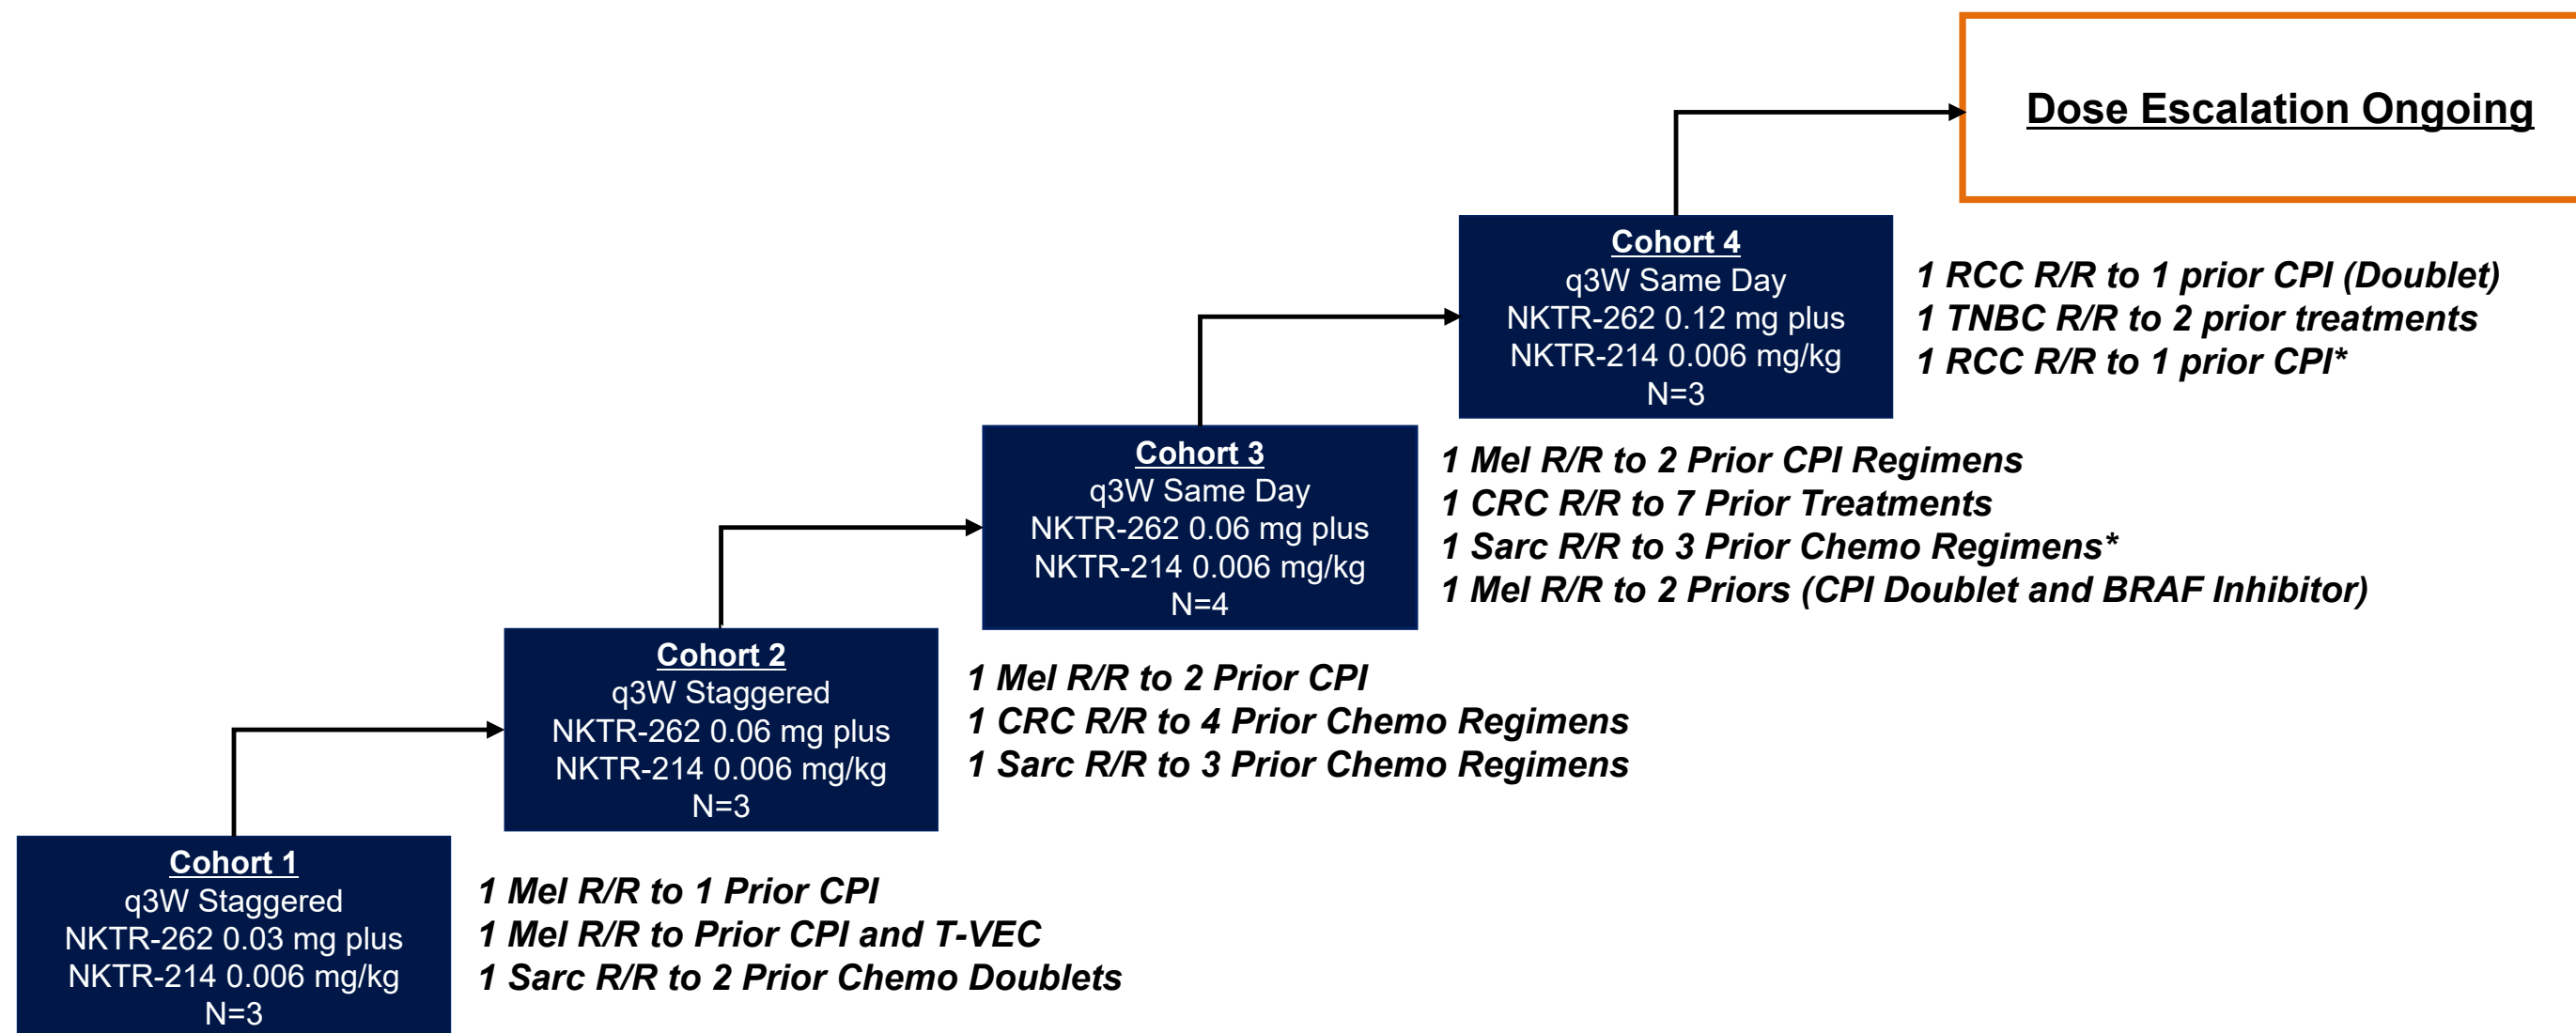 Dose Escalation Ongoing
Cohort 4
q3W Same Day
NKTR-262 0.12 mg plus
NKTR-214 0.006 mg/kg
N=3
1 RCC R/R to 1 prior CPI (Doublet)
1 TNBC R/R to 2 prior treatments
1 RCC R/R to 1 prior CPI*
Cohort 3
q3W Same Day
NKTR-262 0.06 mg plus
NKTR-214 0.006 mg/kg
N=4
1 Mel R/R to 2 Prior CPI Regimens
1 CRC R/R to 7 Prior Treatments
1 Sarc R/R to 3 Prior Chemo Regimens*
1 Mel R/R to 2 Priors (CPI Doublet and BRAF Inhibitor)
Cohort 2
q3W Staggered
NKTR-262 0.06 mg plus
NKTR-214 0.006 mg/kg
N=3
1 Mel R/R to 2 Prior CPI
1 CRC R/R to 4 Prior Chemo Regimens
1 Sarc R/R to 3 Prior Chemo Regimens
Cohort 1
q3W Staggered
NKTR-262 0.03 mg plus
NKTR-214 0.006 mg/kg
N=3
1 Mel R/R to 1 Prior CPI
1 Mel R/R to Prior CPI and T-VEC
1 Sarc R/R to 2 Prior Chemo Doublets